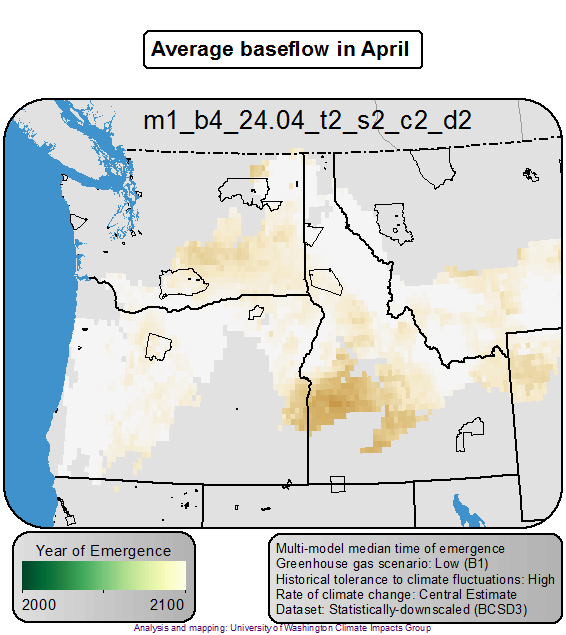 Average baseflow in April
m1_b4_24.04_t2_s2_c2_d2
Year of Emergence
2000 2100
Multi-model median time of emergence
Greenhouse gas scenario: Low (B1)
Historical tolerance to climate fluctuations: High
Rate of climate change: Central Estimate
Dataset: Statistically-downscaled (BCSD3)
Analysis and mapping: University of Washington Climate Impacts Group